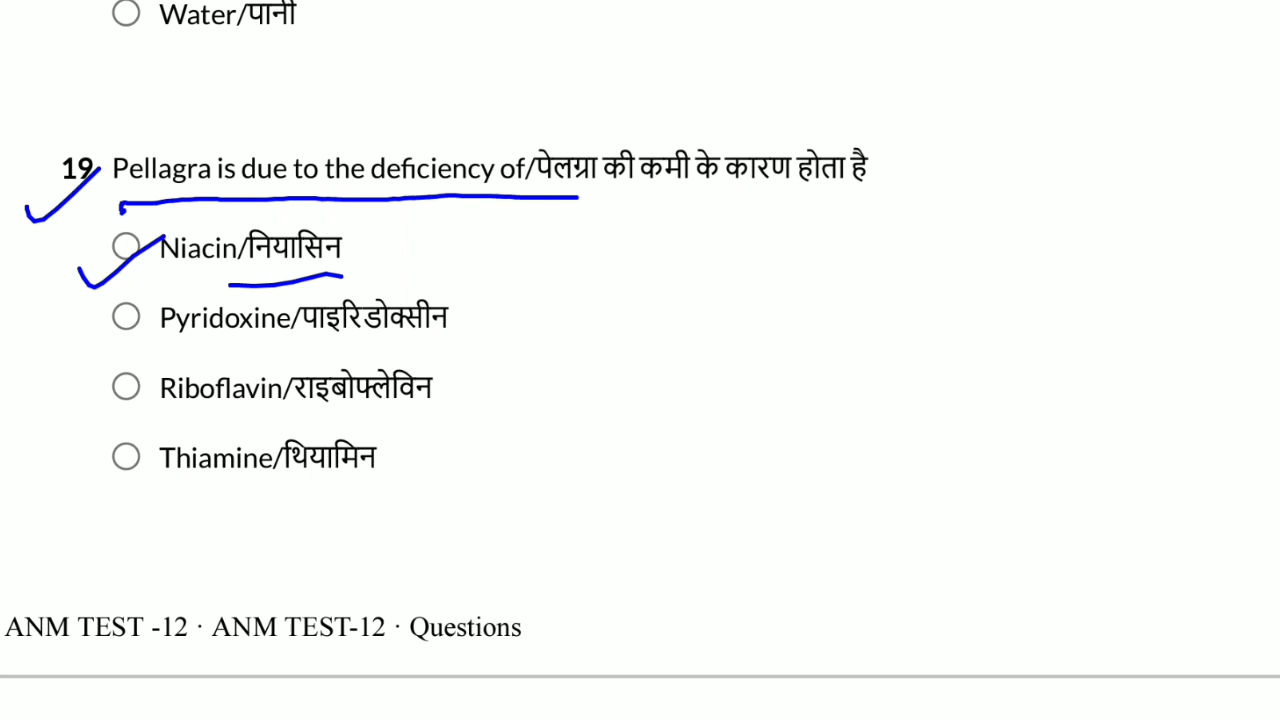 Water/पानी
19. Pellagra is due to the deficiency of/पेलग्रा की कमी के कारण होता है
Niacin/नियासिन
Pyridoxine/पाइरिडोक्सीन
Riboflavin/राइबोफ्लेविन
Thiamine/थियामिन
ANM TEST -12 · ANM TEST-12 · Questions